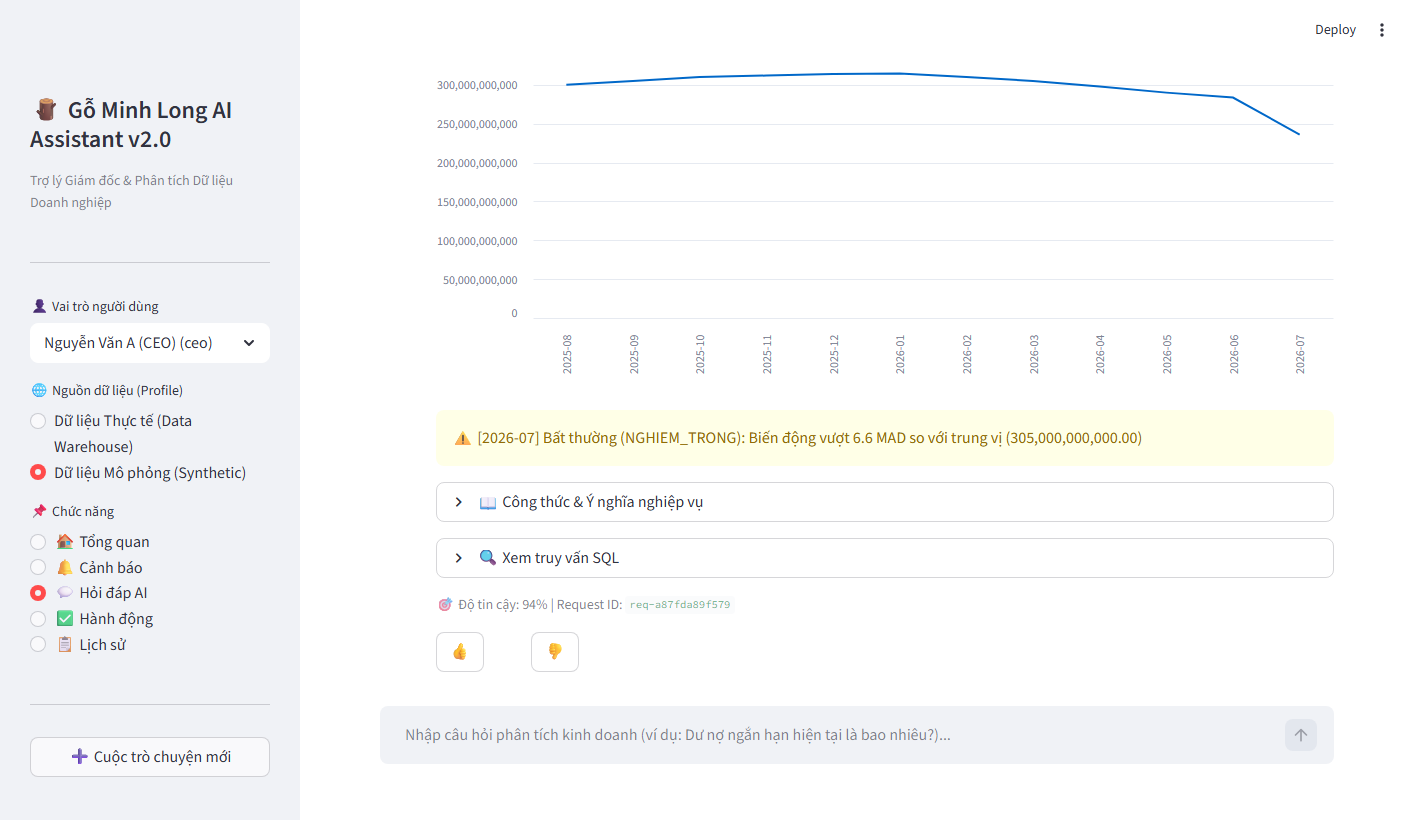 Deploy
Gỗ Minh Long AI
Assistant v2.0
Trợ lý Giám đốc & Phân tích Dữ liệu
Doanh nghiệp
Vai trò người dùng
Nguyễn Văn A (CEO) (ceo)
Nguồn dữ liệu (Profile)
Dữ liệu Thực tế (Data
Warehouse)
Dữ liệu Mô phỏng (Synthetic)
Chức năng
Tổng quan
Cảnh báo
Hỏi đáp AI
Hành động
Lịch sử
Cuộc trò chuyện mới
300,000,000,000
250,000,000,000
200,000,000,000
150,000,000,000
100,000,000,000
50,000,000,000
0
2025-08
2025-09
2025-10
2025-11
2025-12
2026-01
2026-02
2026-03
2026-04
2026-05
2026-06
2026-07
[2026-07] Bất thường (NGHIEM_TRONG): Biến động vượt 6.6 MAD so với trung vị (305,000,000,000.00)
Công thức & Ý nghĩa nghiệp vụ
Xem truy vấn SQL
Độ tin cậy: 94% | Request ID: req-a87fda89f579
Nhập câu hỏi phân tích kinh doanh (ví dụ: Dư nợ ngắn hạn hiện tại là bao nhiêu?)...